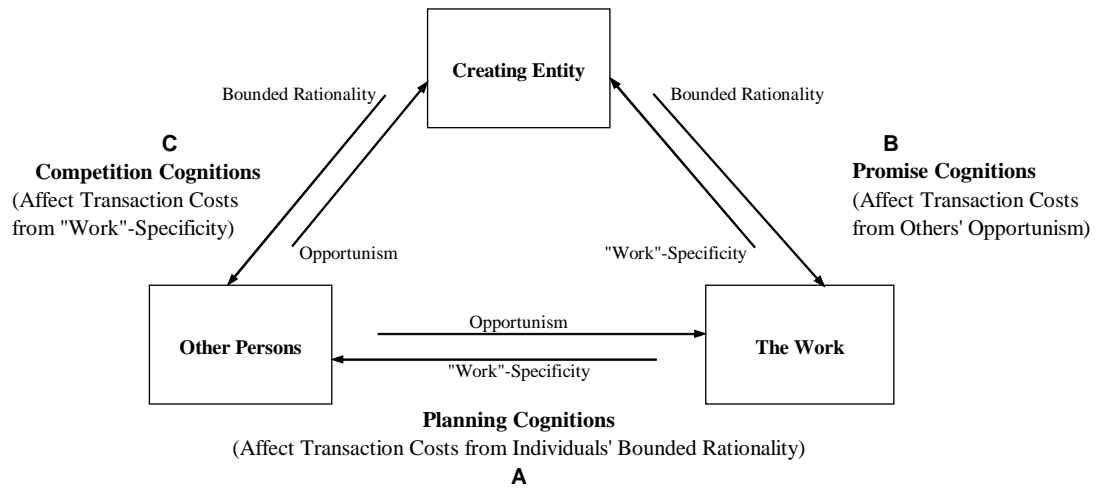 Creating Entity
Bounded Rationality
Bounded Rationality
C
Competition Cognitions
(Affect Transaction Costs
from "Work"-Specificity)
B
Promise Cognitions
(Affect Transaction Costs
from Others' Opportunism)
Opportunism
"Work"-Specificity
Other Persons
Opportunism
"Work"-Specificity
The Work
Planning Cognitions
(Affect Transaction Costs from Individuals' Bounded Rationality)
A